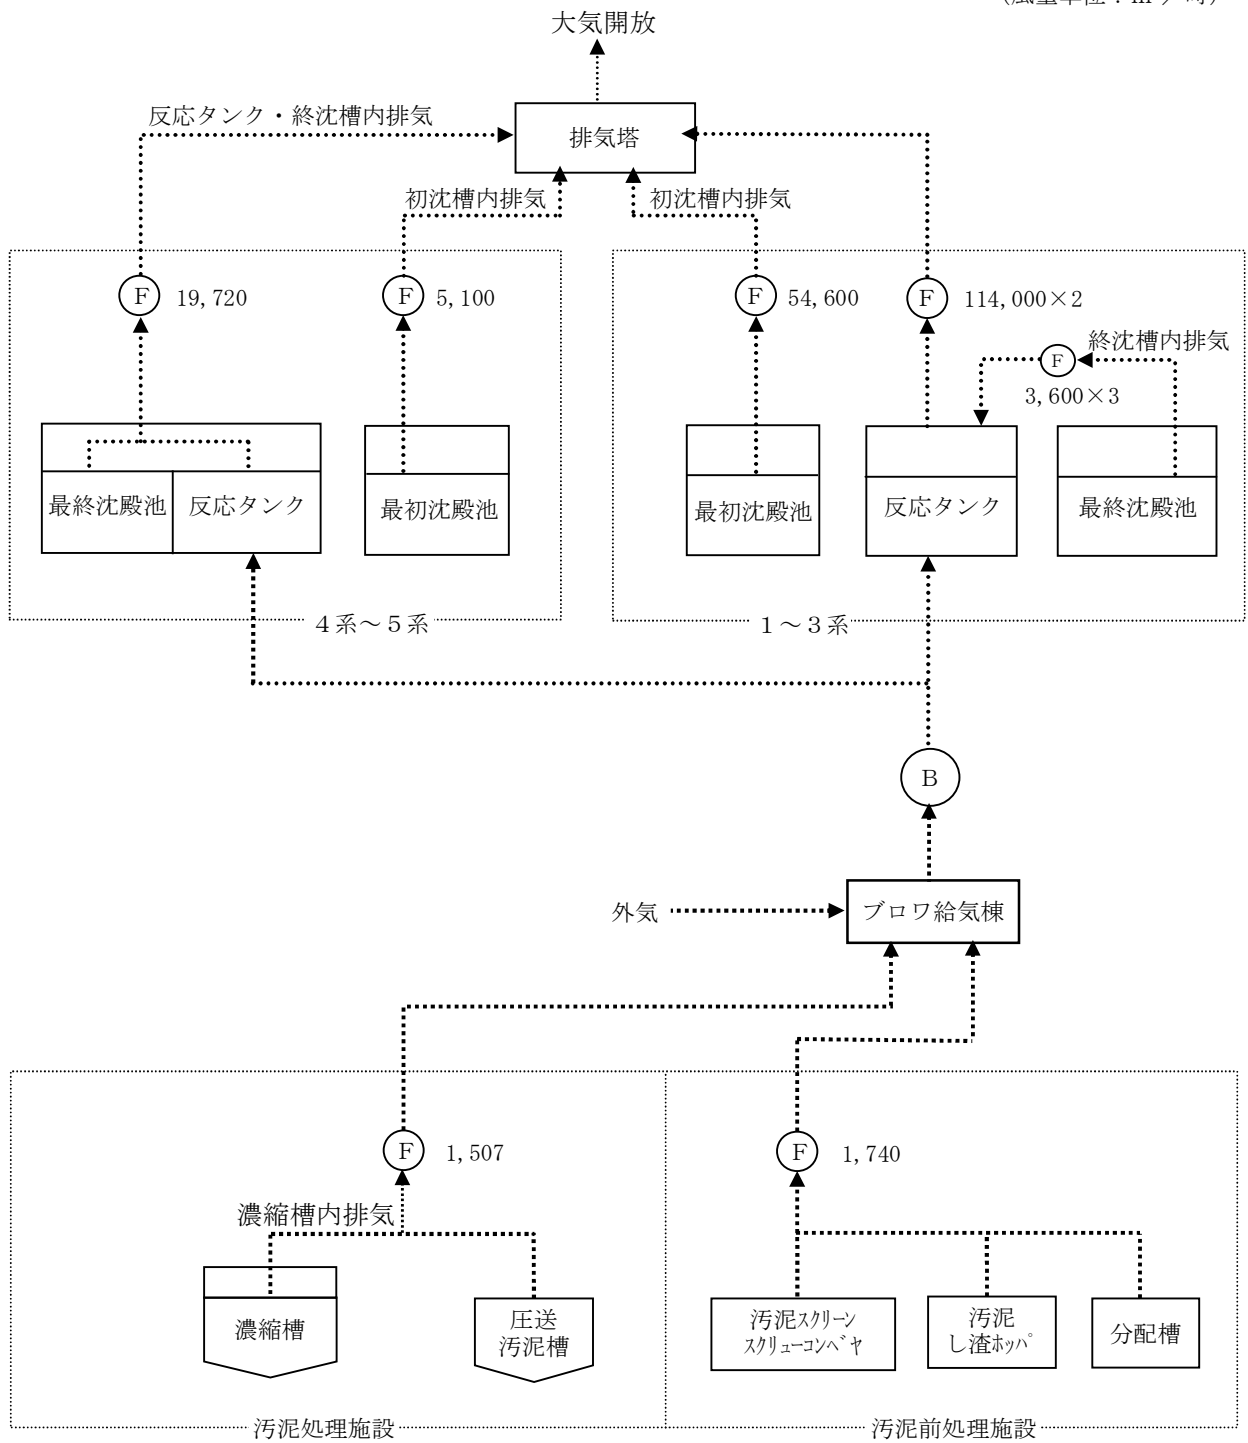 大気開放
反応タンク・終沈槽内排気
排気塔
初沈槽内排気
初沈槽内排気
F
19,720
F
5,100
F
54,600
F
114,000×2
終沈槽内排気
F
3,600×3
最終沈殿池
反応タンク
最初沈殿池
最初沈殿池
反応タンク
最終沈殿池
4系～5系
1～3系
B
外気
ブロワ給気棟
F
1,507
F
1,740
濃縮槽内排気
濃縮槽
圧送
汚泥槽
汚泥ｽｸﾘｰﾝ
ｽｸﾘｭｰｺﾝﾍﾞﾔ
汚泥
し渣ﾎｯﾊﾟ
分配槽
汚泥処理施設
汚泥前処理施設